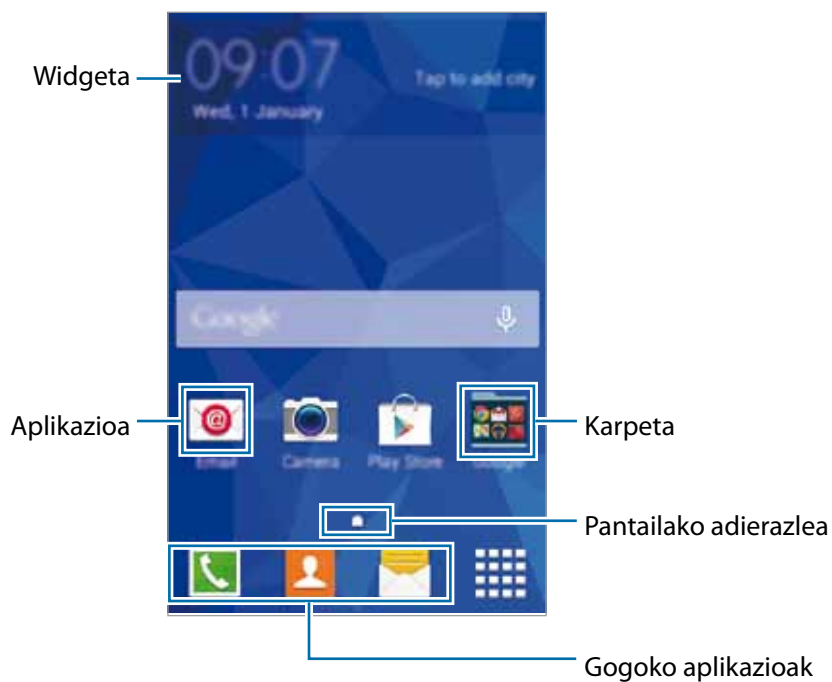 Widgeta
09:07
Tap to add city
Wed, 1 January
Google
Aplikazioa
Karpeta
Email
Camera
Play Store
Google
Pantailako adierazlea
Gogoko aplikazioak